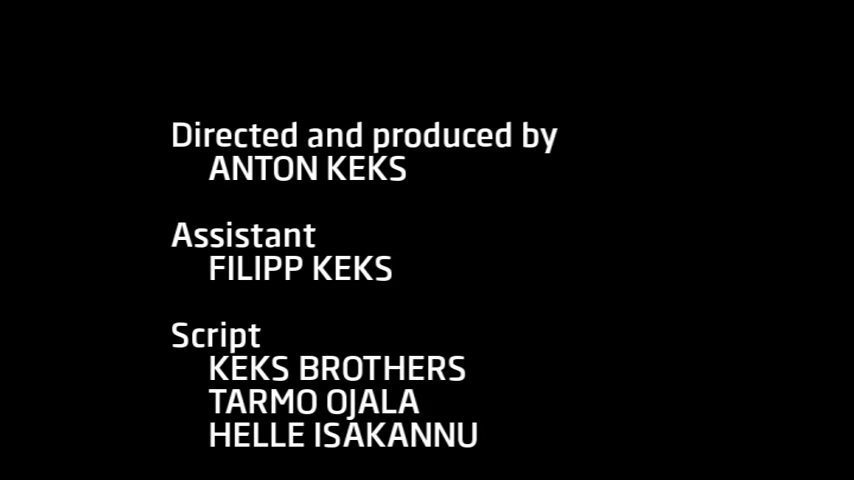 Directed and produced by
ANTON KEKS
Assistant
FILIPP KEKS
Script
KEKS BROTHERS
TARMO OJALA
HELLE ISAKANNU